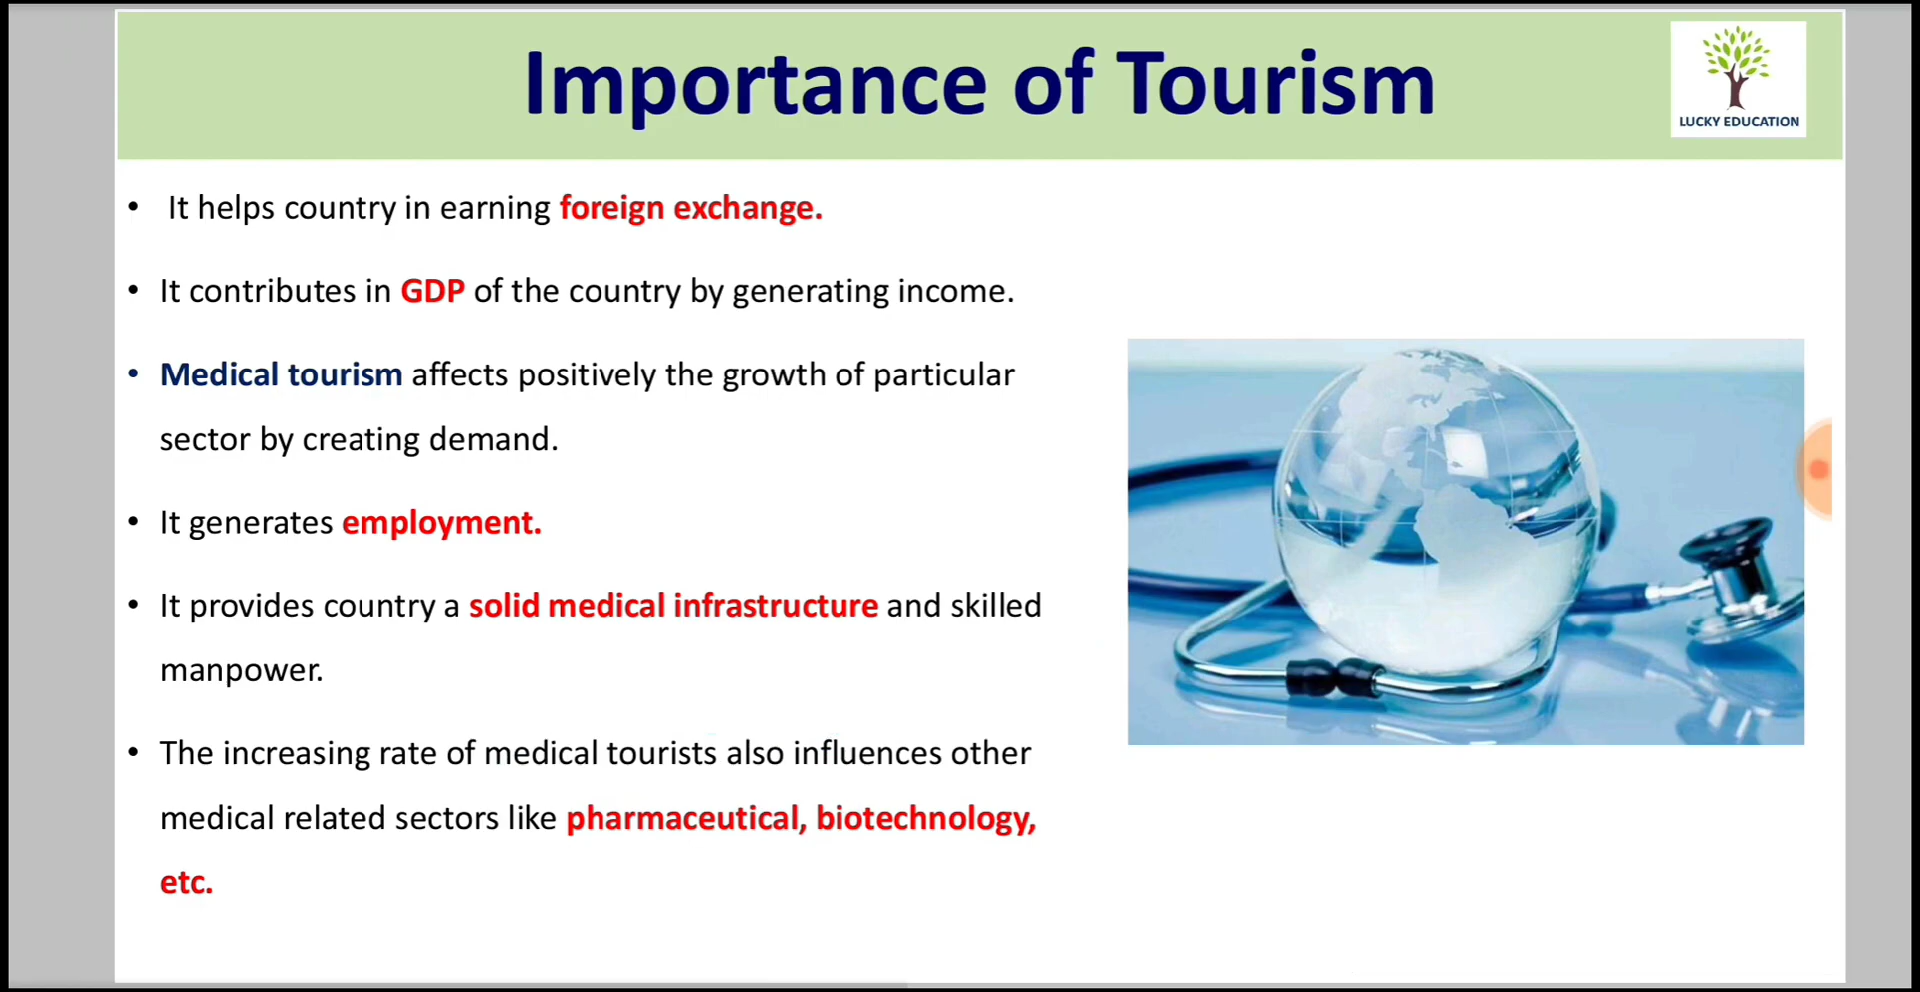 Importance of Tourism
LUCKY EDUCATION
• It helps country in earning foreign exchange.
• It contributes in GDP of the country by generating income.
• Medical tourism affects positively the growth of particular
sector by creating demand.
• It generates employment.
• It provides country a solid medical infrastructure and skilled
manpower.
• The increasing rate of medical tourists also influences other
medical related sectors like pharmaceutical, biotechnology,
etc.